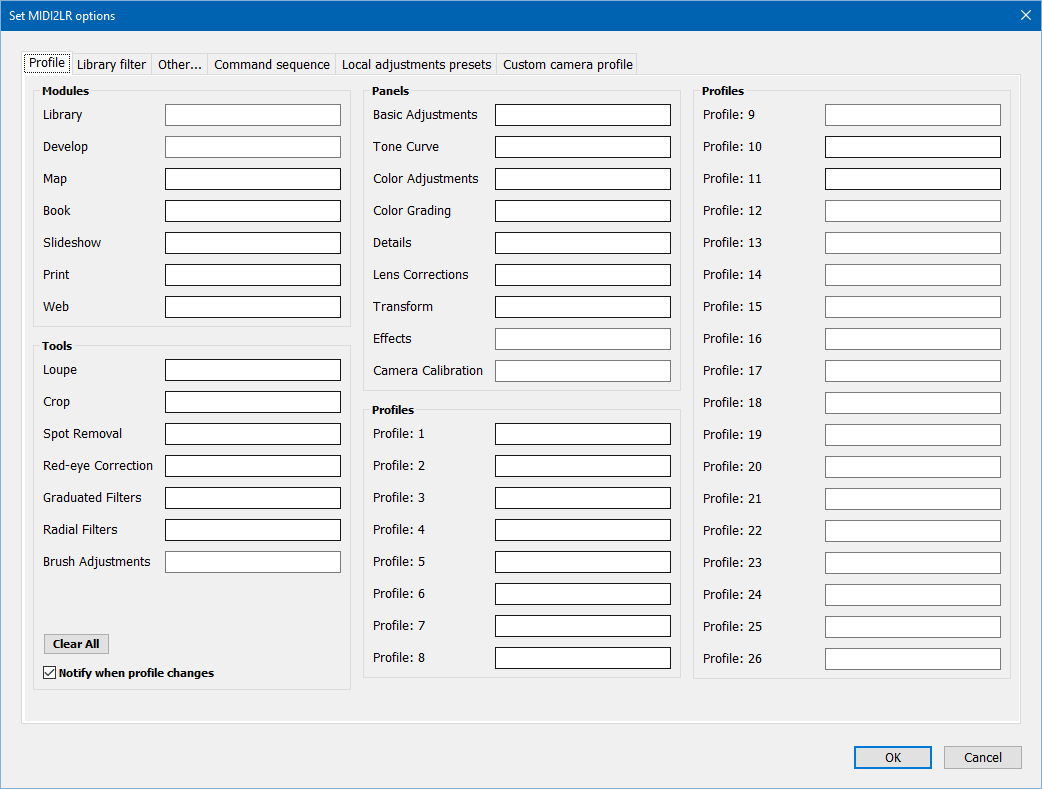 Set MIDI2LR options
Profile
Library filter
Other...
Command sequence
Local adjustments presets
Custom camera profile
Modules
Library
Develop
Map
Book
Slideshow
Print
Web
Tools
Loupe
Crop
Spot Removal
Red-eye Correction
Graduated Filters
Radial Filters
Brush Adjustments
Clear All
Notify when profile changes
Panels
Basic Adjustments
Tone Curve
Color Adjustments
Color Grading
Details
Lens Corrections
Transform
Effects
Camera Calibration
Profiles
Profile: 1
Profile: 2
Profile: 3
Profile: 4
Profile: 5
Profile: 6
Profile: 7
Profile: 8
Profiles
Profile: 9
Profile: 10
Profile: 11
Profile: 12
Profile: 13
Profile: 14
Profile: 15
Profile: 16
Profile: 17
Profile: 18
Profile: 19
Profile: 20
Profile: 21
Profile: 22
Profile: 23
Profile: 24
Profile: 25
Profile: 26
OK
Cancel